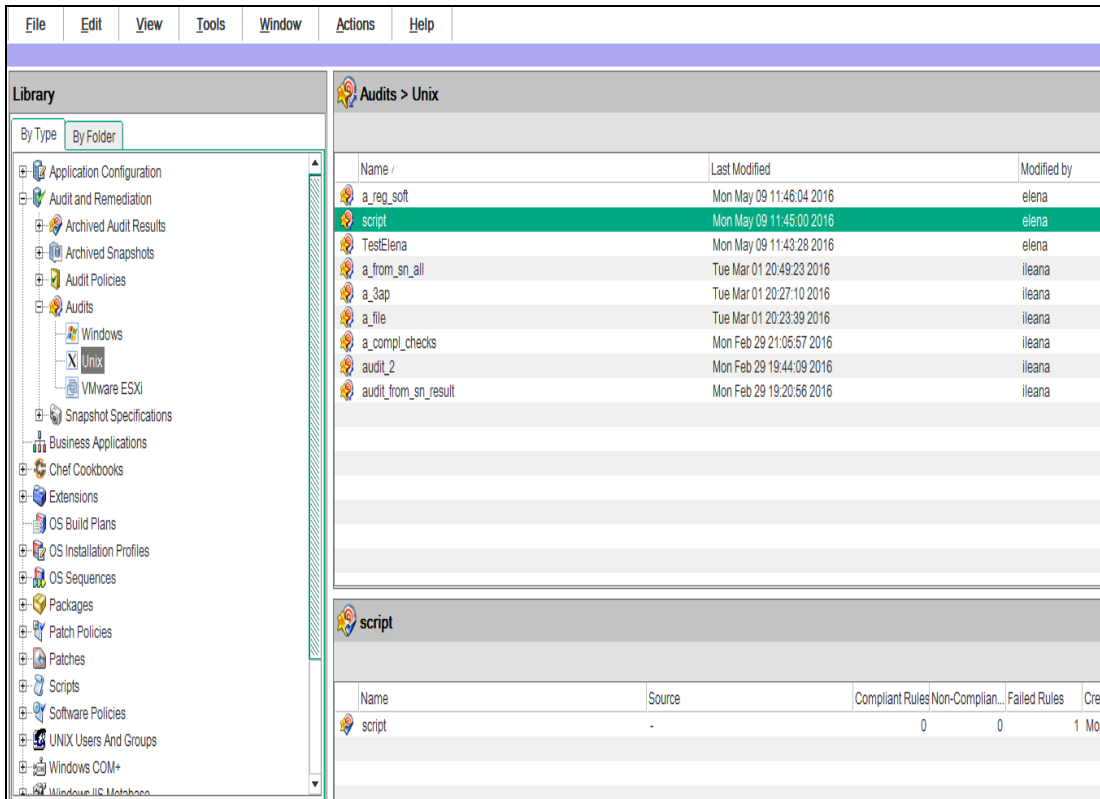 File Edit View Tools Window Actions Help
Library
By Type By Folder
Application Configuration
Audit and Remediation
Archived Audit Results
Archived Snapshots
Audit Policies
Audits
Windows
Unix
VMware ESXi
Snapshot Specifications
Business Applications
Chef Cookbooks
Extensions
OS Build Plans
OS Installation Profiles
OS Sequences
Packages
Patch Policies
Patches
Scripts
Software Policies
UNIX Users And Groups
Windows COM+
Windows IIS Metabase
Audits > Unix
Name / Last Modified Modified by
a_reg_soft Mon May 09 11:46:04 2016 elena
script Mon May 09 11:45:00 2016 elena
TestElena Mon May 09 11:43:28 2016 elena
a_from_sn_all Tue Mar 01 20:49:23 2016 ileana
a_3ap Tue Mar 01 20:27:10 2016 ileana
a_file Tue Mar 01 20:23:39 2016 ileana
a_compl_checks Mon Feb 29 21:05:57 2016 ileana
audit_2 Mon Feb 29 19:44:09 2016 ileana
audit_from_sn_result Mon Feb 29 19:20:56 2016 ileana
script
Name Source Compliant Rules Non-Complian... Failed Rules Cre
script - 0 0 1 Mo